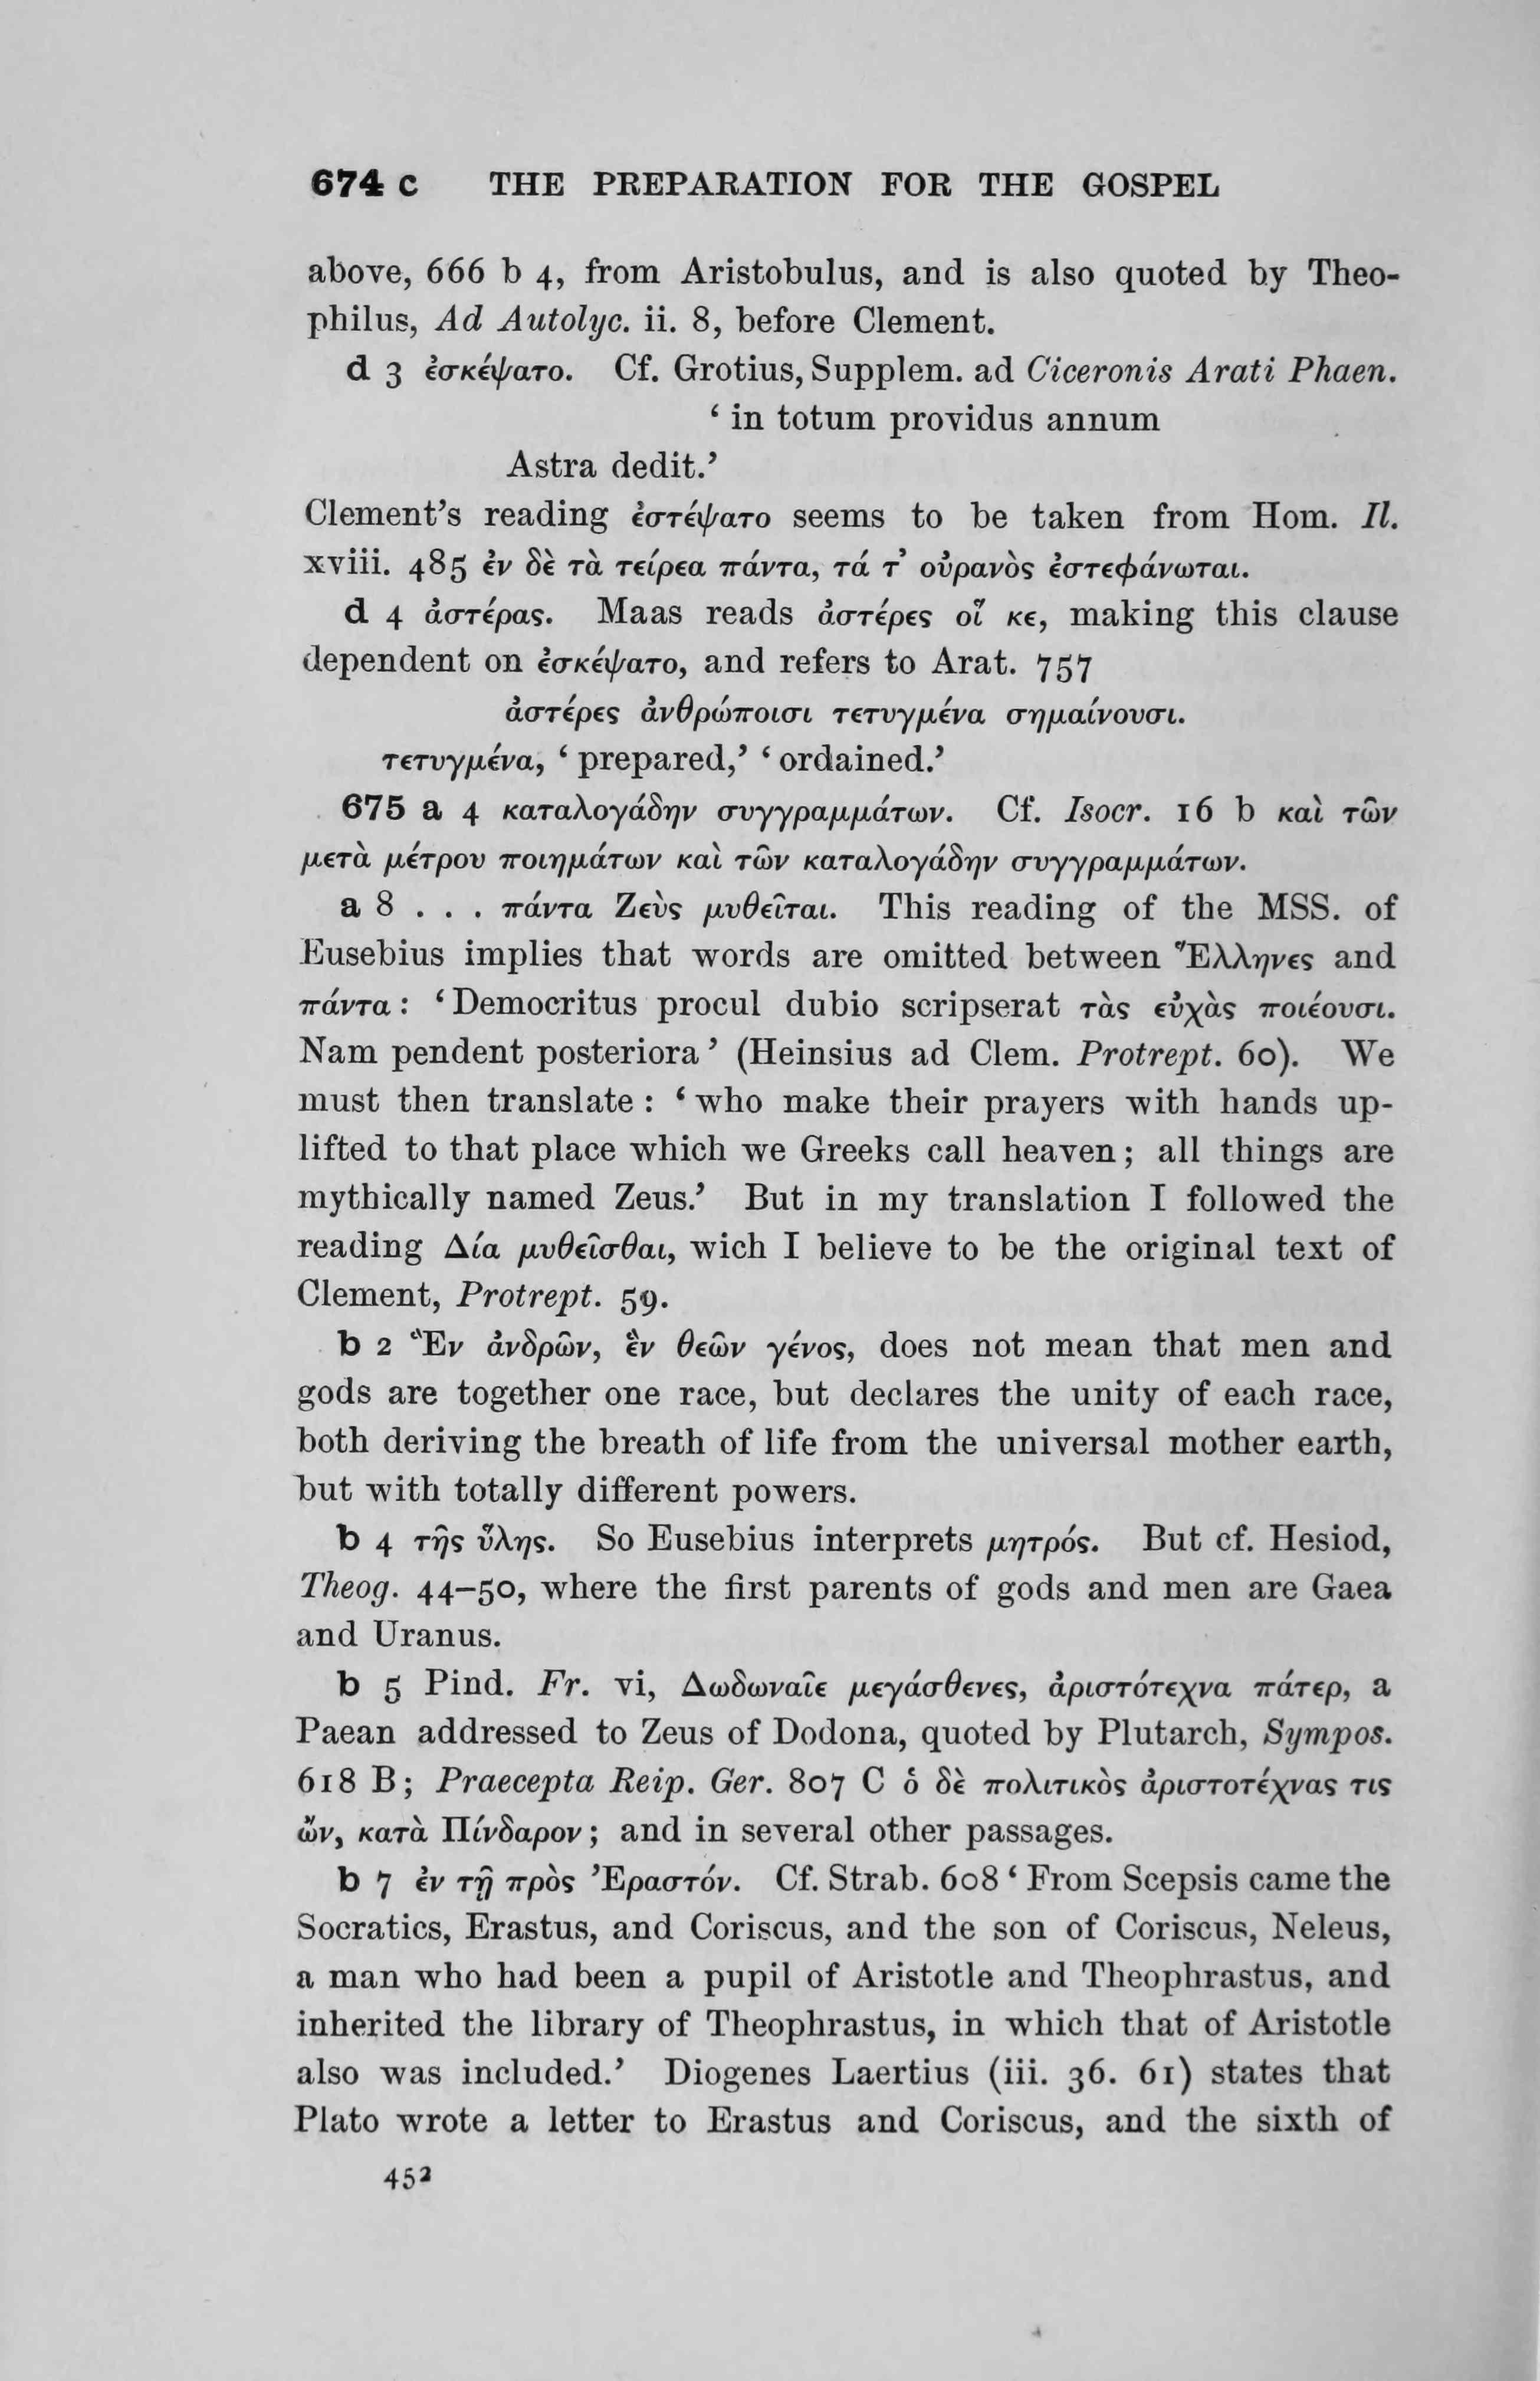 674 c THE PREPARATION FOR THE GOSPEL
above, 666 b 4, from Aristobulus, and is also quoted by Theo-
philus, Ad Autolyc. ii. 8, before Clement.
d 3 ἐσκέψατο. Cf. Grotius, Supplem. ad Ciceronis Arati Phaen.
‘ in totum providus annum
Astra dedit.’
Clement’s reading ἐστέψατο seems to be taken from Hom. Il.
xviii. 485 ἐν δὲ τὰ τείρεα πάντα, τά τ’ οὐρανὸς ἐστεφάνωται.
d 4 ἀστέρας. Maas reads ἀστέρες οἵ κε, making this clause
dependent on ἐσκέψατο, and refers to Arat. 757
ἀστέρες ἀνθρώποισι τετυγμένα σημαίνουσι.
τετυγμένα, ‘ prepared,’ ‘ ordained.’
675 a 4 καταλογάδην συγγραμμάτων. Cf. Isocr. 16 b καὶ τῶν
μετὰ μέτρου ποιημάτων καὶ τῶν καταλογάδην συγγραμμάτων.
a 8 . . . πάντα Ζεὺς μυθεῖται. This reading of the MSS. of
Eusebius implies that words are omitted between Ἕλληνες and
πάντα : ‘ Democritus procul dubio scripserat τὰς εὐχὰς ποιέουσι.
Nam pendent posteriora ’ (Heinsius ad Clem. Protrept. 60). We
must then translate : ‘ who make their prayers with hands up-
lifted to that place which we Greeks call heaven ; all things are
mythically named Zeus.’ But in my translation I followed the
reading Δία μυθεῖσθαι, wich I believe to be the original text of
Clement, Protrept. 59.
b 2 Ἓν ἀνδρῶν, ἓν θεῶν γένος, does not mean that men and
gods are together one race, but declares the unity of each race,
both deriving the breath of life from the universal mother earth,
but with totally different powers.
b 4 τῆς ὕλης. So Eusebius interprets μητρός. But cf. Hesiod,
Theog. 44–50, where the first parents of gods and men are Gaea
and Uranus.
b 5 Pind. Fr. vi, Δωδωναῖε μεγάσθενες, ἀριστότεχνα πάτερ, a
Paean addressed to Zeus of Dodona, quoted by Plutarch, Sympos.
618 B ; Praecepta Reip. Ger. 807 C ὁ δὲ πολιτικὸς ἀριστοτέχνας τις
ὤν, κατὰ Πίνδαρον ; and in several other passages.
b 7 ἐν τῇ πρὸς Ἐραστόν. Cf. Strab. 608 ‘ From Scepsis came the
Socratics, Erastus, and Coriscus, and the son of Coriscus, Neleus,
a man who had been a pupil of Aristotle and Theophrastus, and
inherited the library of Theophrastus, in which that of Aristotle
also was included.’ Diogenes Laertius (iii. 36. 61) states that
Plato wrote a letter to Erastus and Coriscus, and the sixth of
452